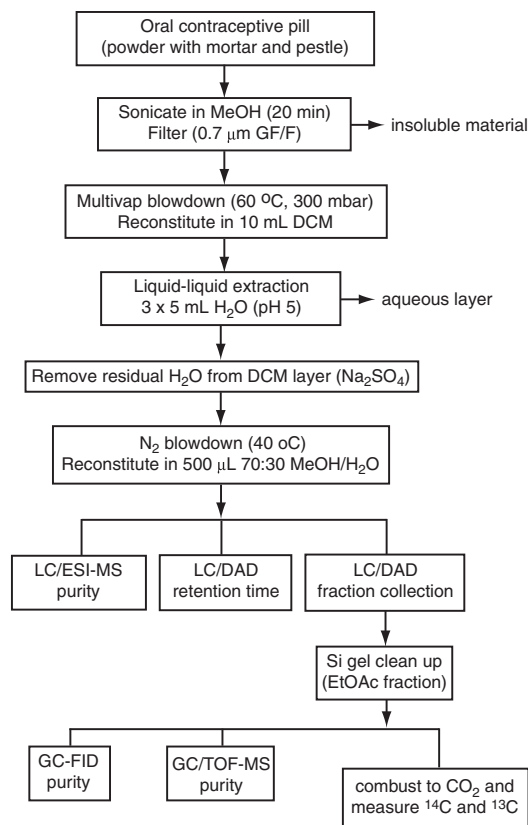 Oral contraceptive pill
(powder with mortar and pestle)
Sonicate in MeOH (20 min)
Filter (0.7 μm GF/F)
insoluble material
Multivap blowdown (60 ºC, 300 mbar)
Reconstitute in 10 mL DCM
Liquid-liquid extraction
3 x 5 mL H₂O (pH 5)
aqueous layer
Remove residual H₂O from DCM layer (Na₂SO₄)
N₂ blowdown (40 oC)
Reconstitute in 500 μL 70:30 MeOH/H₂O
LC/ESI-MS
purity
LC/DAD
retention time
LC/DAD
fraction collection
Si gel clean up
(EtOAc fraction)
GC-FID
purity
GC/TOF-MS
purity
combust to CO₂ and
measure ¹⁴C and ¹³C